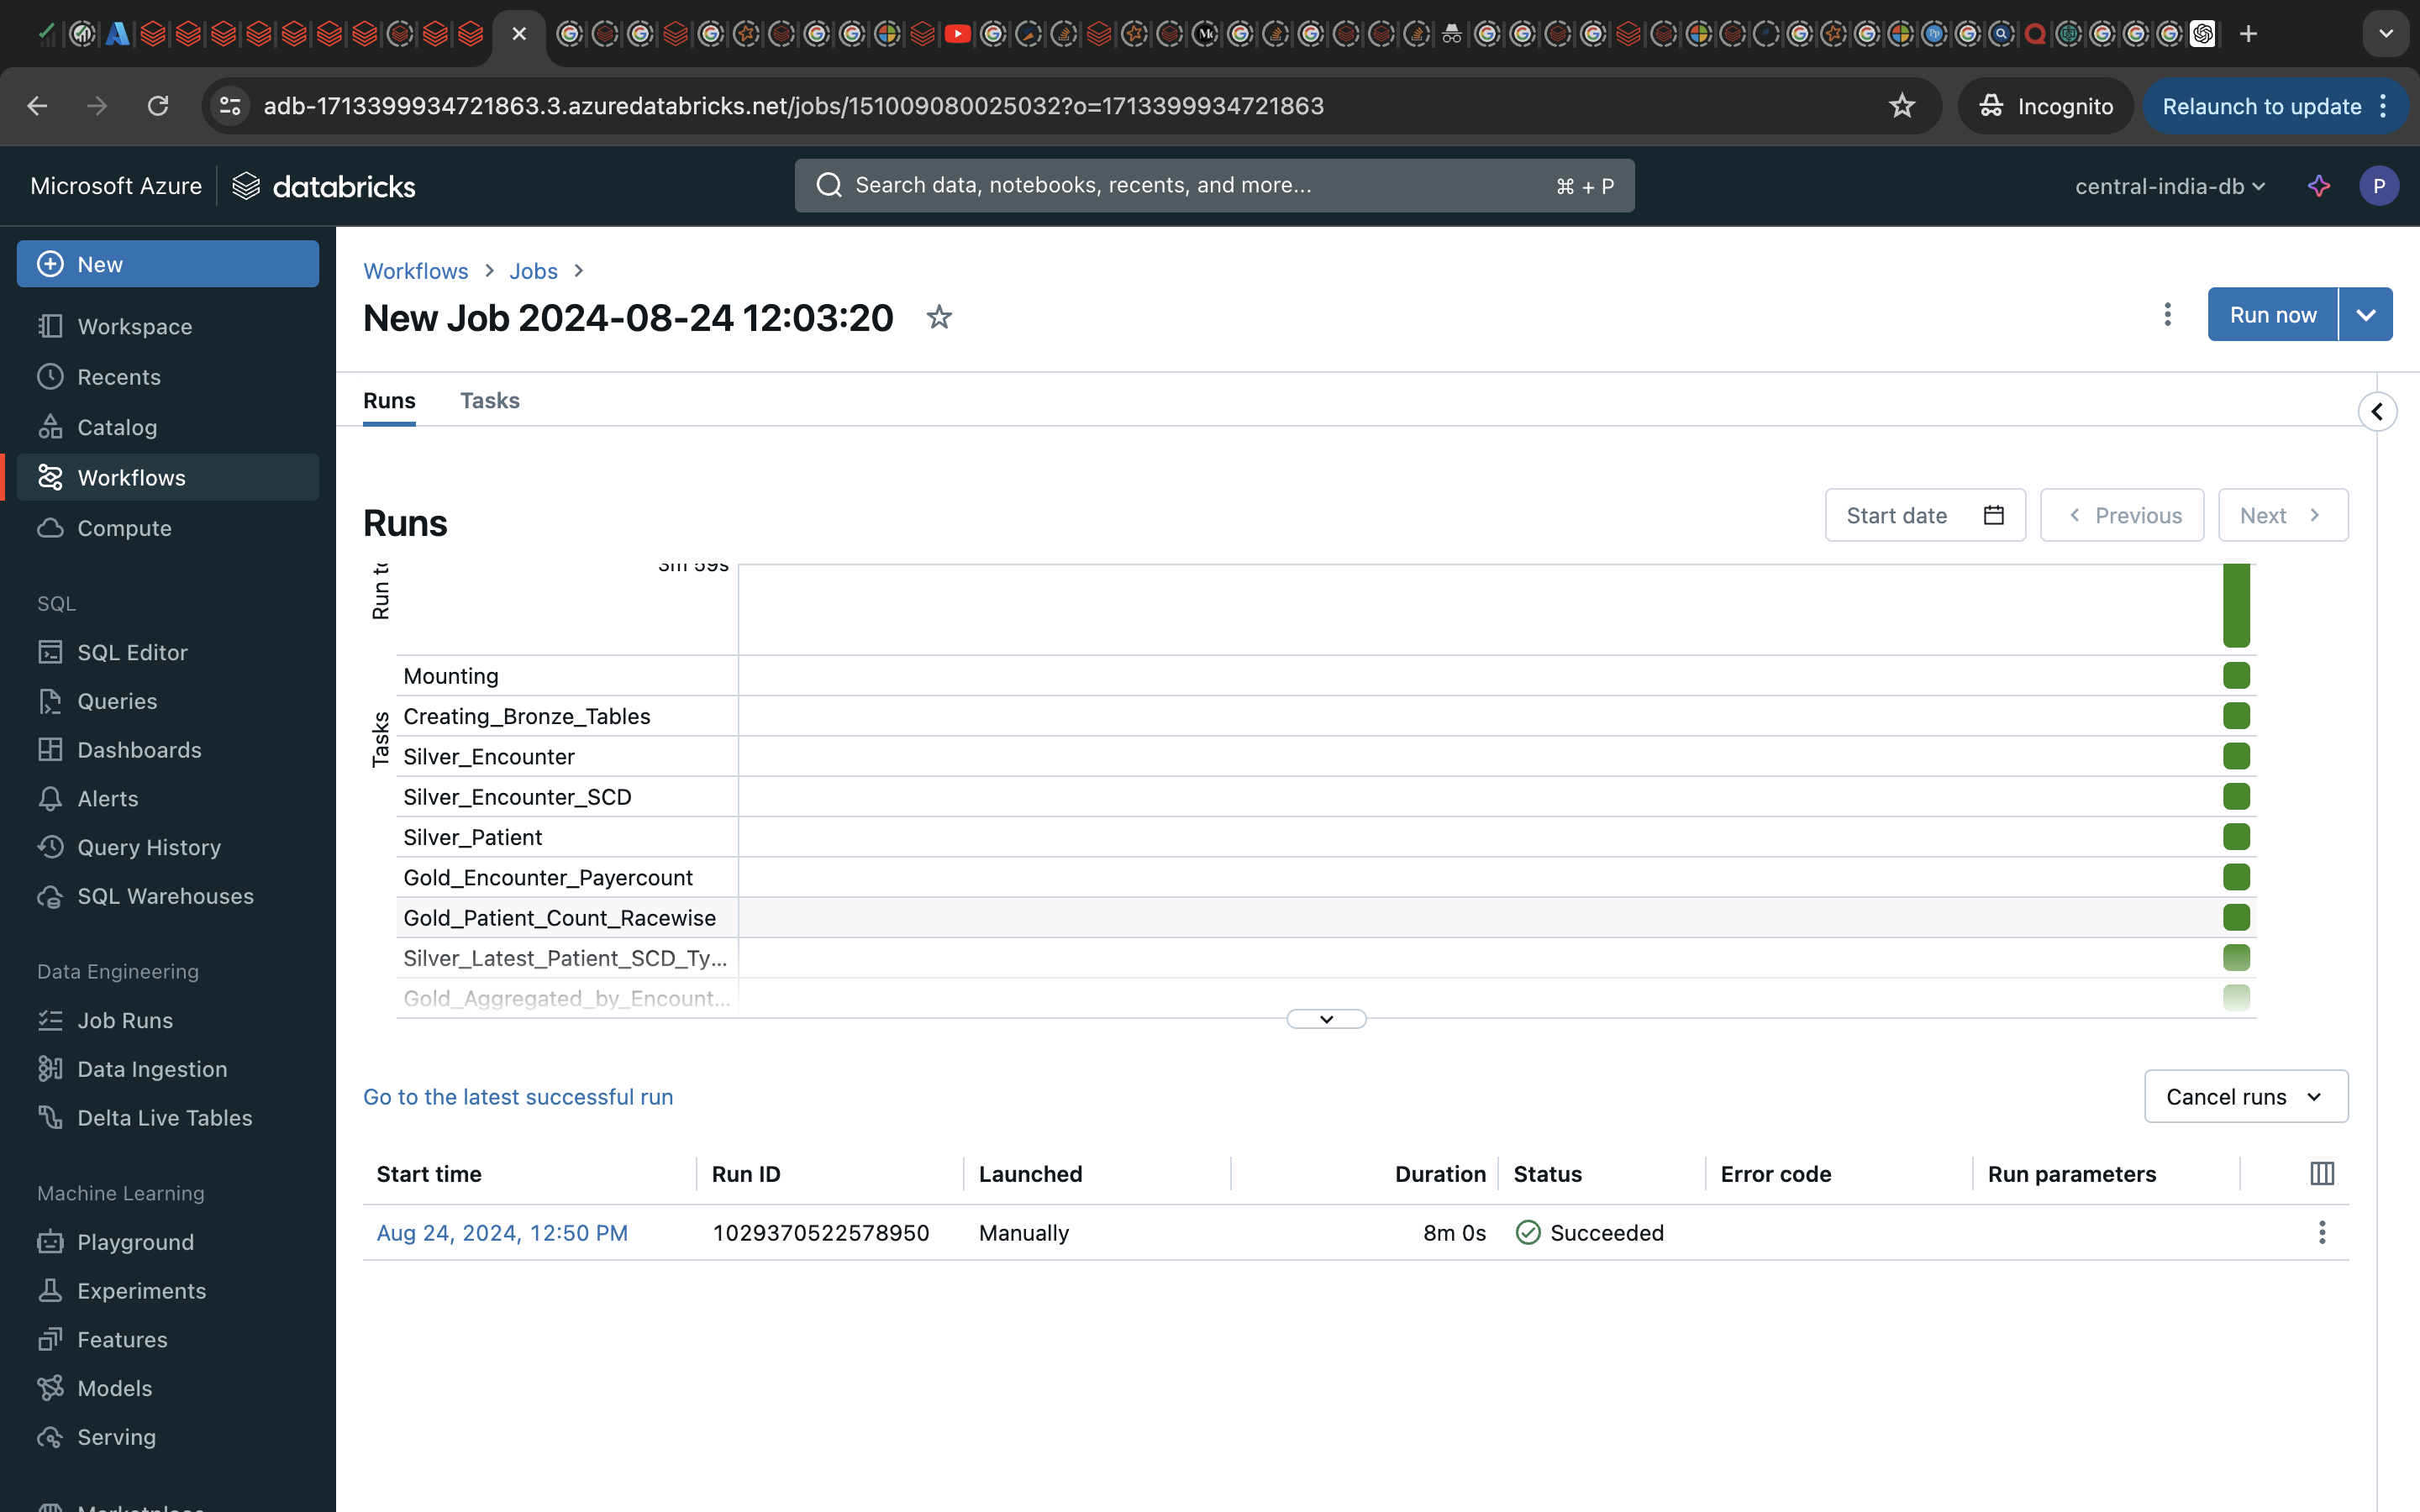 adb-1713399934721863.3.azuredatabricks.net/jobs/151009080025032?o=1713399934721863
Incognito
Relaunch to update
Microsoft Azure
databricks
Search data, notebooks, recents, and more...
⌘ + P
central-india-db
P
New
Workspace
Recents
Catalog
Workflows
Compute
SQL
SQL Editor
Queries
Dashboards
Alerts
Query History
SQL Warehouses
Data Engineering
Job Runs
Data Ingestion
Delta Live Tables
Machine Learning
Playground
Experiments
Features
Models
Serving
Workflows > Jobs >
New Job 2024-08-24 12:03:20
Run now
Runs
Tasks
Runs
Start date
Previous
Next
3m 59s
Tasks
Mounting
Creating_Bronze_Tables
Silver_Encounter
Silver_Encounter_SCD
Silver_Patient
Gold_Encounter_Payercount
Gold_Patient_Count_Racewise
Silver_Latest_Patient_SCD_Ty...
Gold_Aggregated_by_Encount...
Go to the latest successful run
Cancel runs
Start time Run ID Launched Duration Status Error code Run parameters
Aug 24, 2024, 12:50 PM 1029370522578950 Manually 8m 0s Succeeded